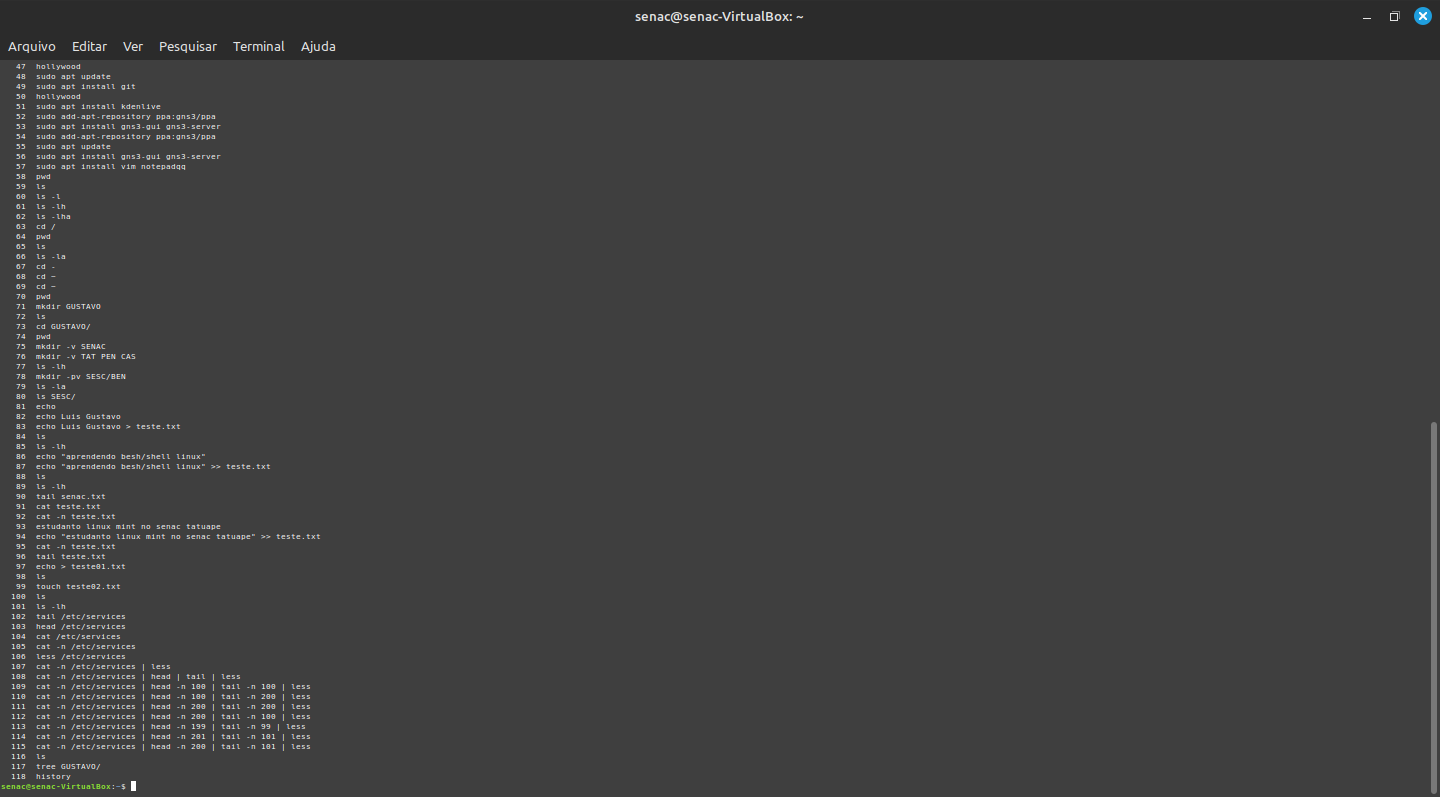 senac@senac-VirtualBox: ~
Arquivo Editar Ver Pesquisar Terminal Ajuda
47 hollywood
48 sudo apt update
49 sudo apt install git
50 hollywood
51 sudo apt install kdenlive
52 sudo add-apt-repository ppa:gns3/ppa
53 sudo apt install gns3-gui gns3-server
54 sudo add-apt-repository ppa:gns3/ppa
55 sudo apt update
56 sudo apt install gns3-gui gns3-server
57 sudo apt install vim notepadqq
58 pwd
59 ls
60 ls -l
61 ls -lh
62 ls -lha
63 cd /
64 pwd
65 ls
66 ls -la
67 cd -
68 cd ~
69 cd ~
70 pwd
71 mkdir GUSTAVO
72 ls
73 cd GUSTAVO/
74 pwd
75 mkdir -v SENAC
76 mkdir -v TAT PEN CAS
77 ls -lh
78 mkdir -pv SESC/BEN
79 ls -la
80 ls SESC/
81 echo
82 echo Luis Gustavo
83 echo Luis Gustavo > teste.txt
84 ls
85 ls -lh
86 echo "aprendendo besh/shell linux"
87 echo "aprendendo besh/shell linux" >> teste.txt
88 ls
89 ls -lh
90 tail senac.txt
91 cat teste.txt
92 cat -n teste.txt
93 estudanto linux mint no senac tatuape
94 echo "estudanto linux mint no senac tatuape" >> teste.txt
95 cat -n teste.txt
96 tail teste.txt
97 echo > teste01.txt
98 ls
99 touch teste02.txt
100 ls
101 ls -lh
102 tail /etc/services
103 head /etc/services
104 cat /etc/services
105 cat -n /etc/services
106 less /etc/services
107 cat -n /etc/services | less
108 cat -n /etc/services | head | tail | less
109 cat -n /etc/services | head -n 100 | tail -n 100 | less
110 cat -n /etc/services | head -n 100 | tail -n 200 | less
111 cat -n /etc/services | head -n 200 | tail -n 200 | less
112 cat -n /etc/services | head -n 200 | tail -n 100 | less
113 cat -n /etc/services | head -n 199 | tail -n 99 | less
114 cat -n /etc/services | head -n 201 | tail -n 101 | less
115 cat -n /etc/services | head -n 200 | tail -n 101 | less
116 ls
117 tree GUSTAVO/
118 history
senac@senac-VirtualBox:~$